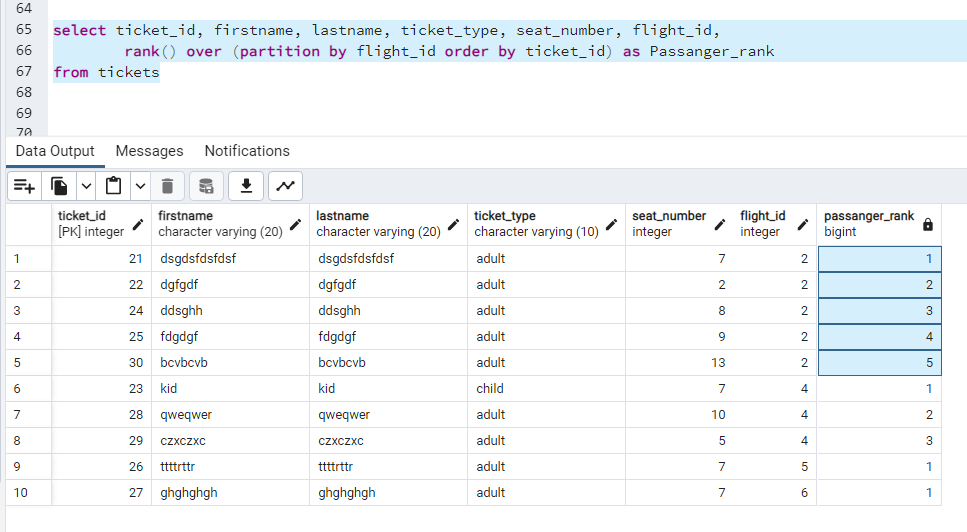 64
65 select ticket_id, firstname, lastname, ticket_type, seat_number, flight_id,
66 rank() over (partition by flight_id order by ticket_id) as Passanger_rank
67 from tickets
68
69
70
Data Output Messages Notifications
ticket_id firstname lastname ticket_type seat_number flight_id passanger_rank
[PK] integer character varying (20) character varying (20) character varying (10) integer integer bigint
1 21 dsgdsfdsfdsf dsgdsfdsfdsf adult 7 2 1
2 22 dgfgdf dgfgdf adult 2 2 2
3 24 ddsghh ddsghh adult 8 2 3
4 25 fdgdgf fdgdgf adult 9 2 4
5 30 bcvbcvb bcvbcvb adult 13 2 5
6 23 kid kid child 7 4 1
7 28 qweqwer qweqwer adult 10 4 2
8 29 czxczxc czxczxc adult 5 4 3
9 26 ttttrttr ttttrttr adult 7 5 1
10 27 ghghghgh ghghghgh adult 7 6 1